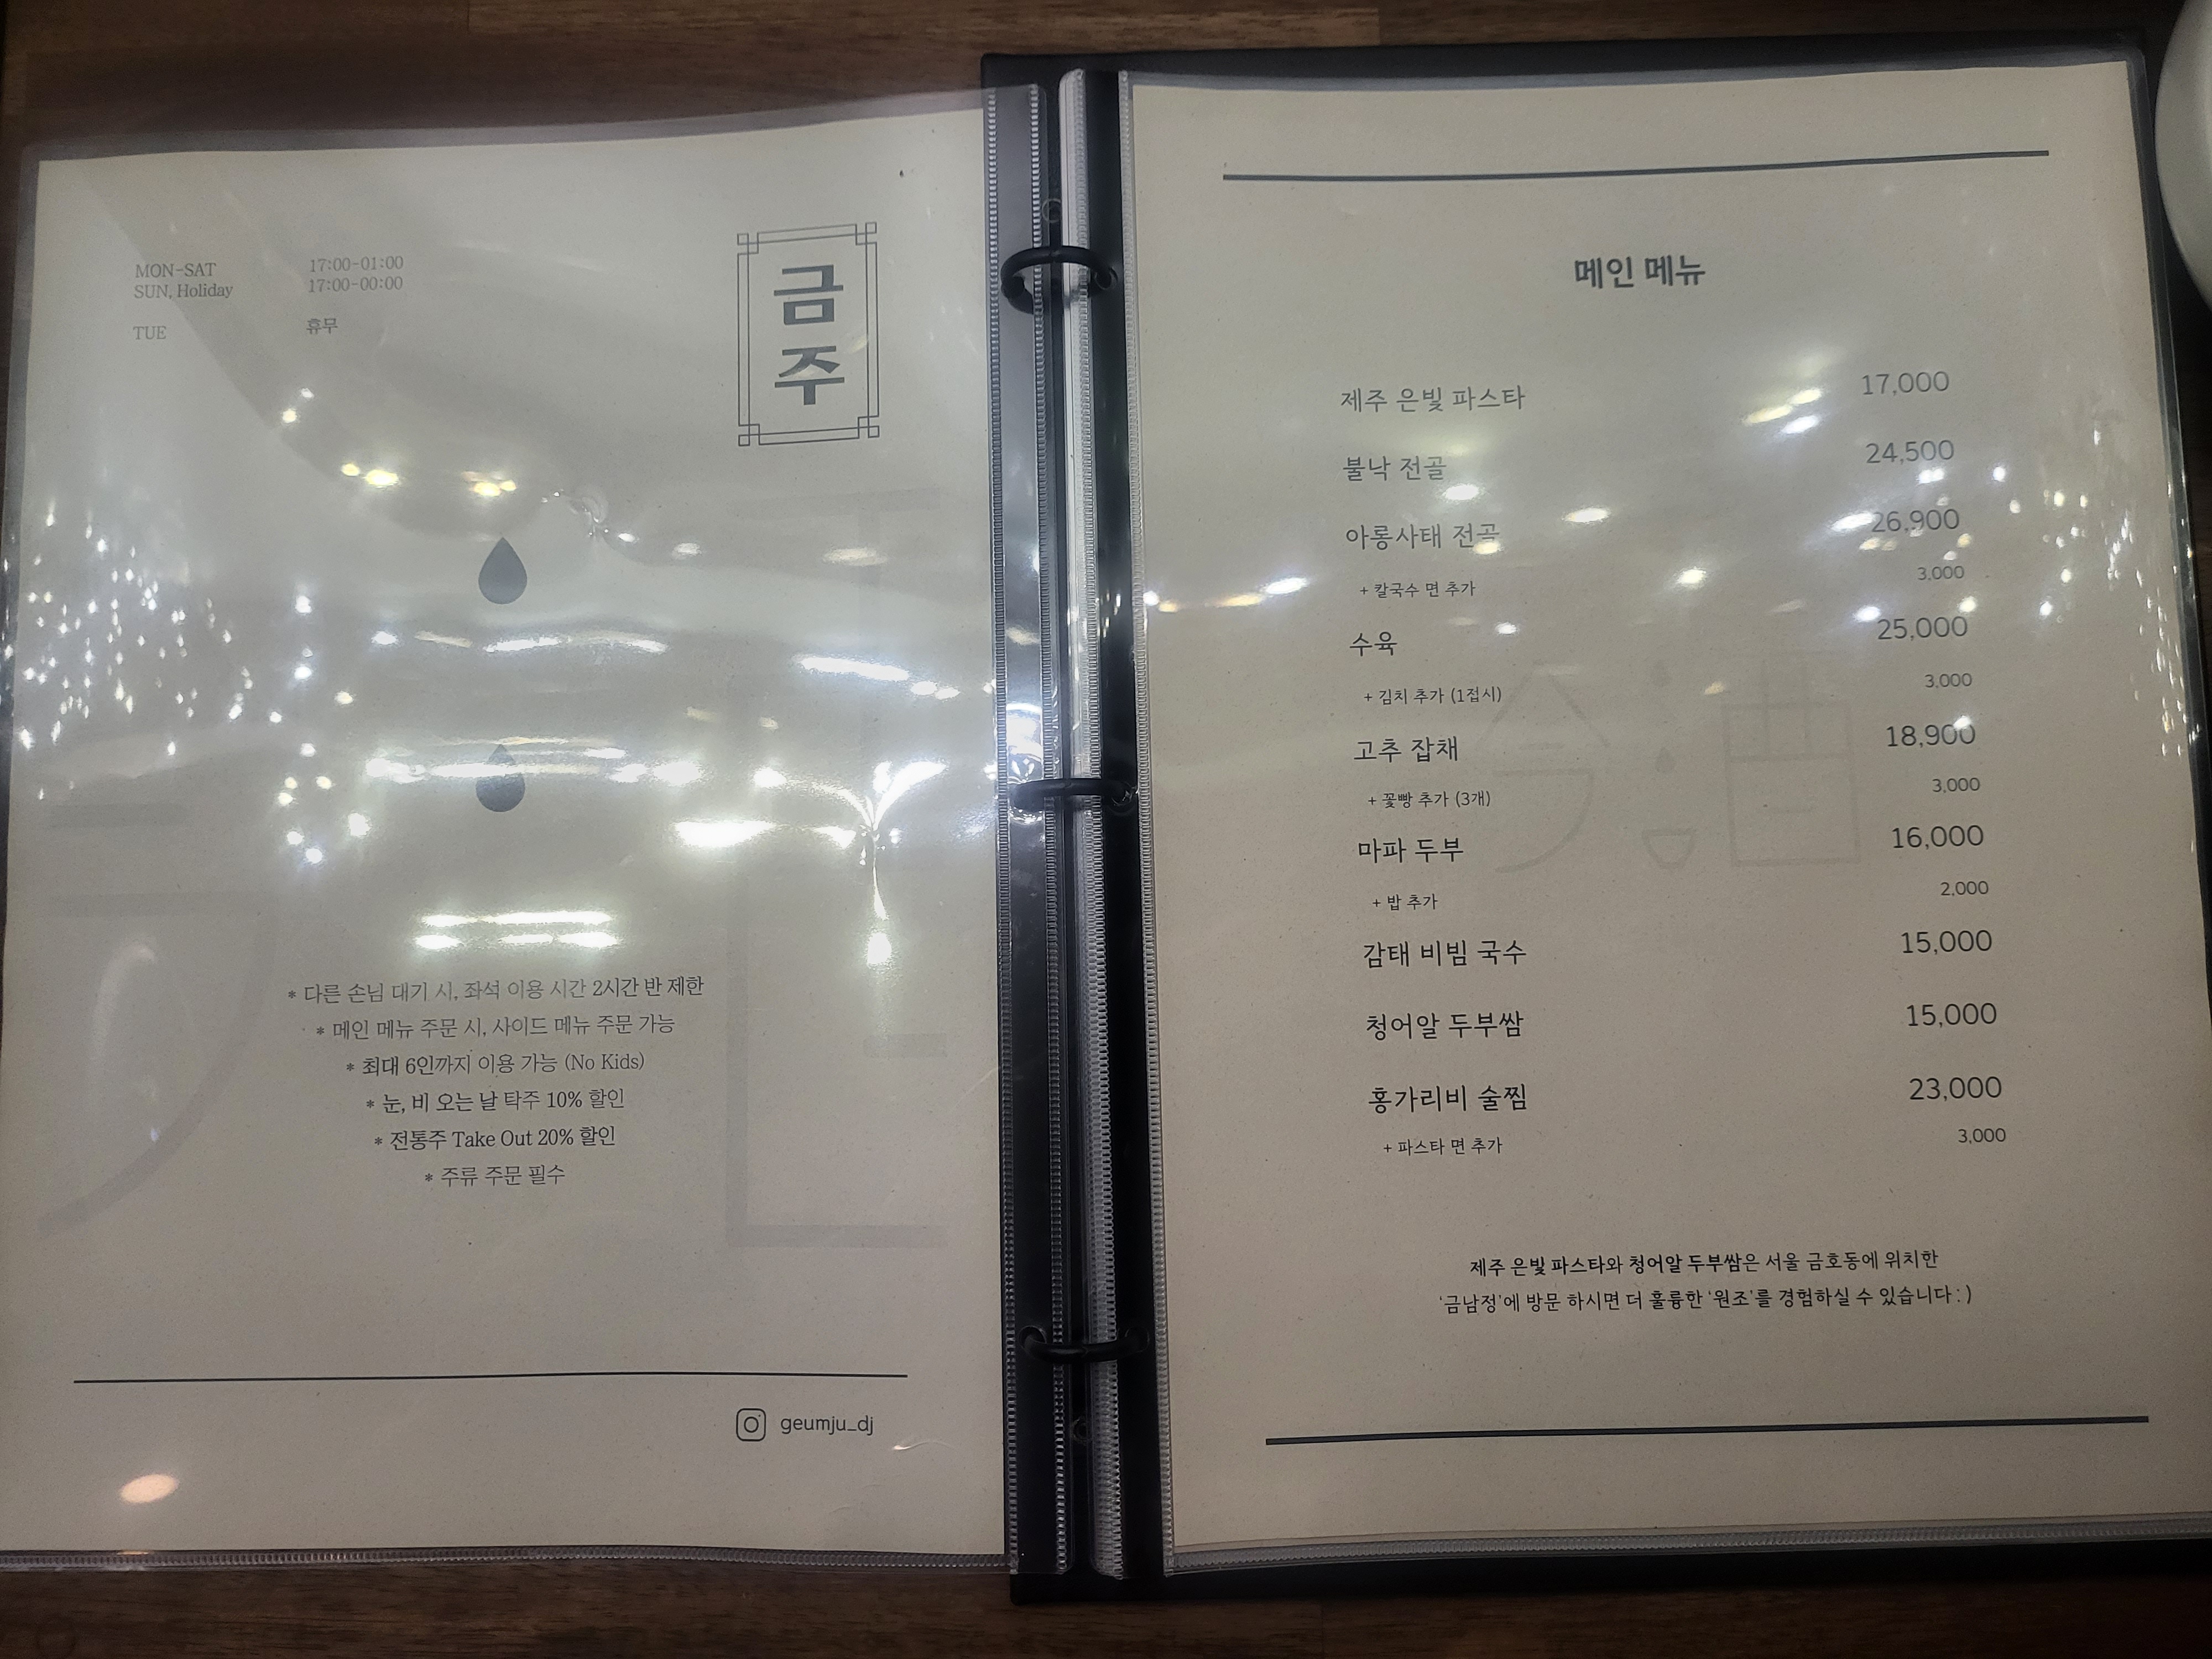 MON-SAT 17:00-01:00
SUN, Holiday 17:00-00:00
TUE 휴무
금
주
* 다른 손님 대기 시, 좌석 이용 시간 2시간 반 제한
* 메인 메뉴 주문 시, 사이드 메뉴 주문 가능
* 최대 6인까지 이용 가능 (No Kids)
* 눈, 비 오는 날 탁주 10% 할인
* 전통주 Take Out 20% 할인
* 주류 주문 필수
geumju_dj
메인 메뉴
제주 은빛 파스타 17,000
불낙 전골 24,500
아롱사태 전골 26,900
+ 칼국수 면 추가 3,000
수육 25,000
+ 김치 추가 (1접시) 3,000
고추 잡채 18,900
+ 꽃빵 추가 (3개) 3,000
마파 두부 16,000
+ 밥 추가 2,000
감태 비빔 국수 15,000
청어알 두부쌈 15,000
홍가리비 술찜 23,000
+ 파스타 면 추가 3,000
제주 은빛 파스타와 청어알 두부쌈은 서울 금호동에 위치한
'금남정'에 방문 하시면 더 훌륭한 '원조'를 경험하실 수 있습니다 : )